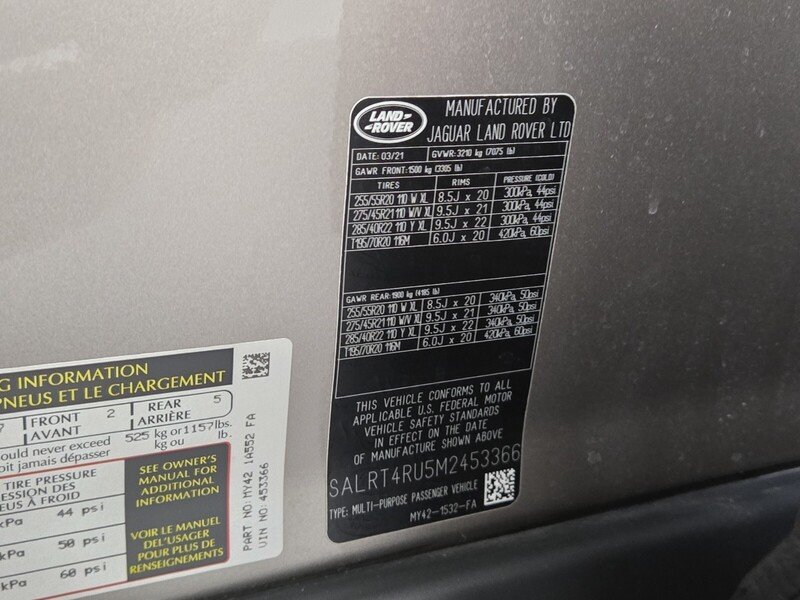 LAND
ROVER
MANUFACTURED BY
JAGUAR LAND ROVER LTD
DATE: 03/21 GVWR: 3210 kg (7075 lb)
GAWR FRONT: 1500 kg (3305 lb)
TIRES RIMS PRESSURE (COLD)
255/55R20 110 W XL 8.5J x 20 300kPa, 44psi
275/45R21 110 W/V XL 9.5J x 21 300kPa, 44psi
285/40R22 110 Y XL 9.5J x 22 300kPa, 44psi
T195/70R20 116M 6.0J x 20 420kPa, 60psi
GAWR REAR: 1900 kg (4185 lb)
255/55R20 110 W XL 8.5J x 20 340kPa, 50psi
275/45R21 110 W/V XL 9.5J x 21 340kPa, 50psi
285/40R22 110 Y XL 9.5J x 22 340kPa, 50psi
T195/70R20 116M 6.0J x 20 420kPa, 60psi
THIS VEHICLE CONFORMS TO ALL
APPLICABLE U.S. FEDERAL MOTOR
VEHICLE SAFETY STANDARDS
IN EFFECT ON THE DATE
OF MANUFACTURE SHOWN ABOVE
SALRT4RU5M2453366
TYPE: MULTI-PURPOSE PASSENGER VEHICLE
MY42-1532-FA
G INFORMATION
PNEUS ET LE CHARGEMENT
7 FRONT 2 REAR 5
AVANT ARRIÈRE
ould never exceed 525 kg or 1157 lbs.
oit jamais dépasser kg ou lb.
TIRE PRESSURE
ESSION DES
EUS À FROID
kPa 44 psi
kPa 50 psi
kPa 60 psi
SEE OWNER'S
MANUAL FOR
ADDITIONAL
INFORMATION
VOIR LE MANUEL
DE L'USAGER
POUR PLUS DE
RENSEIGNEMENTS
PART NO: MY42 1A552 FA
VIN NO: 453366